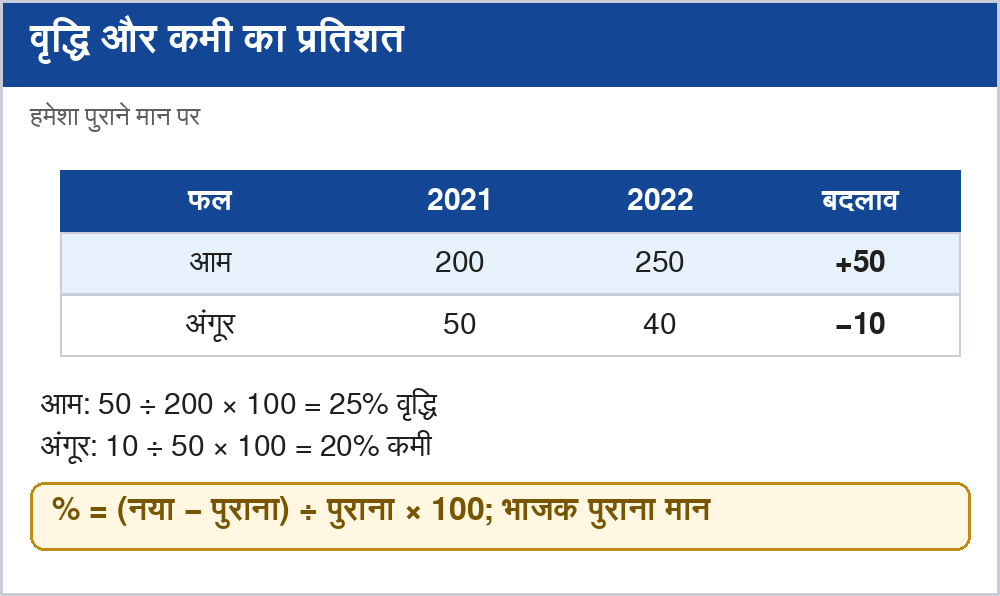 वृद्धि और कमी का प्रतिशत
हमेशा पुराने मान पर
फल 2021 2022 बदलाव
आम 200 250 +50
अंगूर 50 40 −10
आम: 50 ÷ 200 × 100 = 25% वृद्धि
अंगूर: 10 ÷ 50 × 100 = 20% कमी
% = (नया − पुराना) ÷ पुराना × 100; भाजक पुराना मान